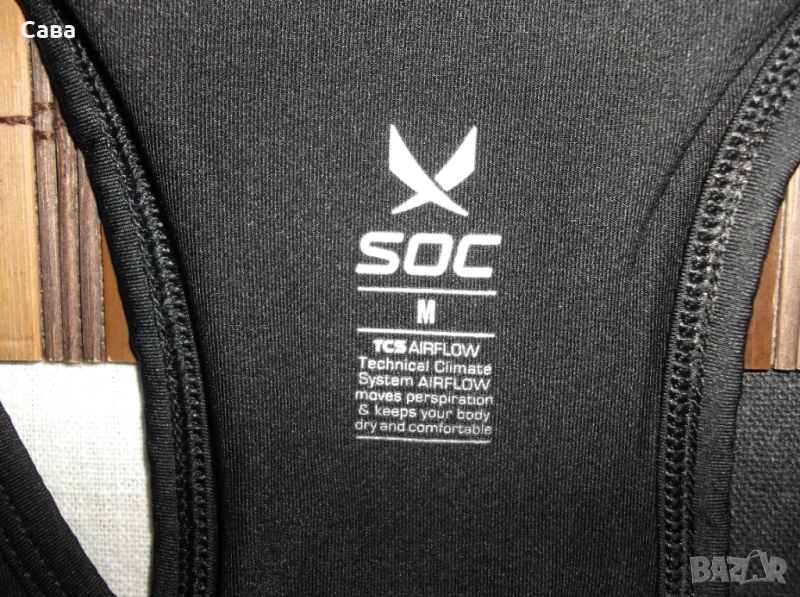 Сава
SOC
M
TCS AIRFLOW
Technical Climate
System AIRFLOW
moves perspiration
& keeps your body
dry and comfortable
BAZAR